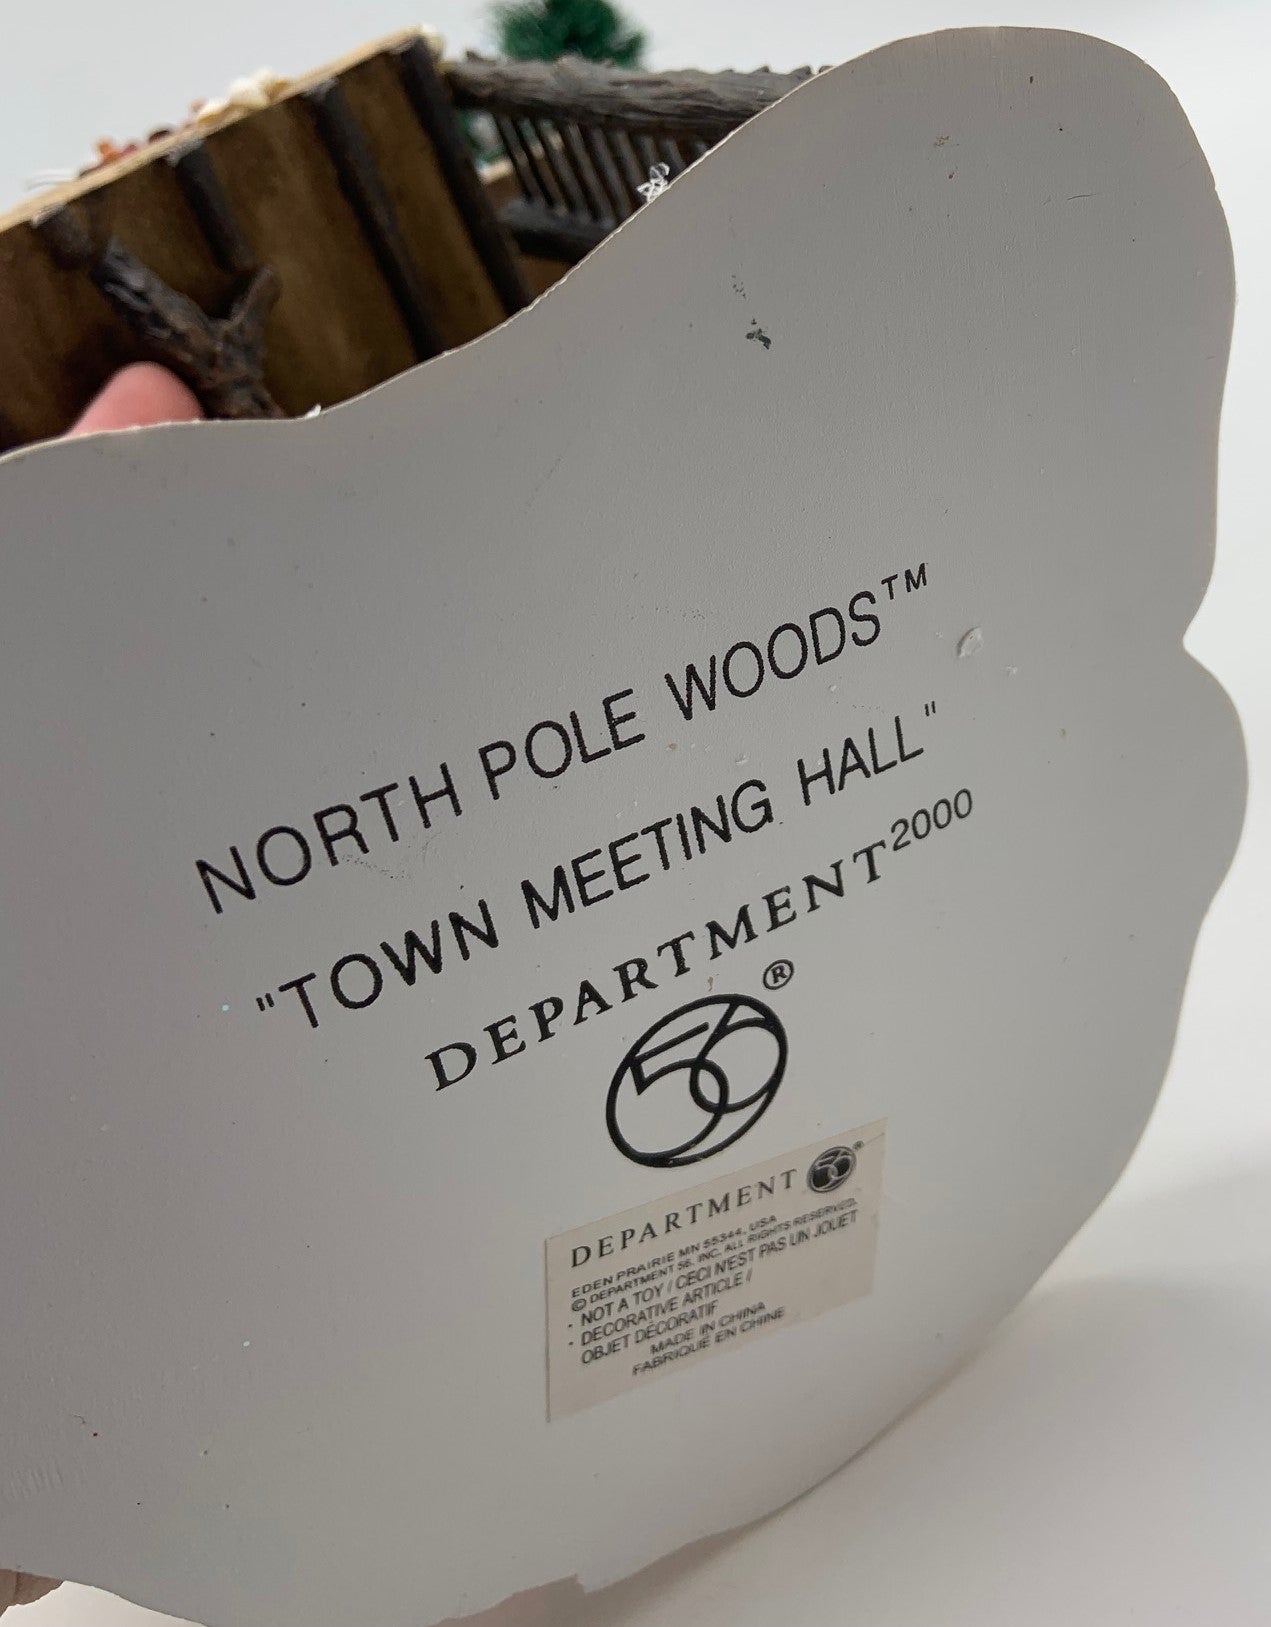 NORTH POLE WOODS™
"TOWN MEETING HALL"
DEPARTMENT 2000
56®
DEPARTMENT 56®
EDEN PRAIRIE MN 55344, USA
© DEPARTMENT 56, INC. ALL RIGHTS RESERVED.
· NOT A TOY / CECI N'EST PAS UN JOUET
· DECORATIVE ARTICLE /
OBJET DÉCORATIF
MADE IN CHINA
FABRIQUÉ EN CHINE